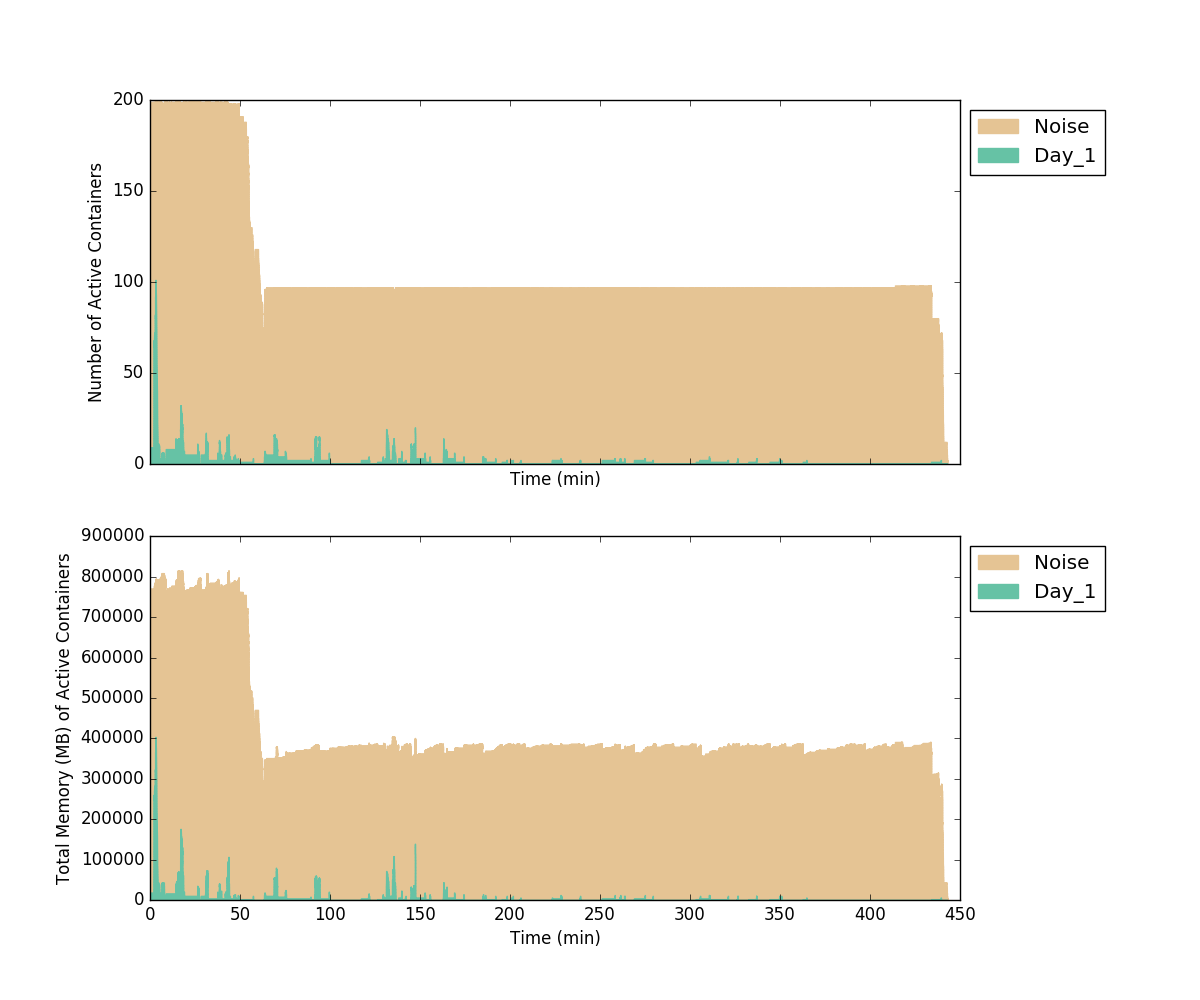 200
150
100
50
0
Number of Active Containers
Time (min)
Noise
Day_1
900000
800000
700000
600000
500000
400000
300000
200000
100000
0
Total Memory (MB) of Active Containers
0 50 100 150 200 250 300 350 400 450
Time (min)
Noise
Day_1